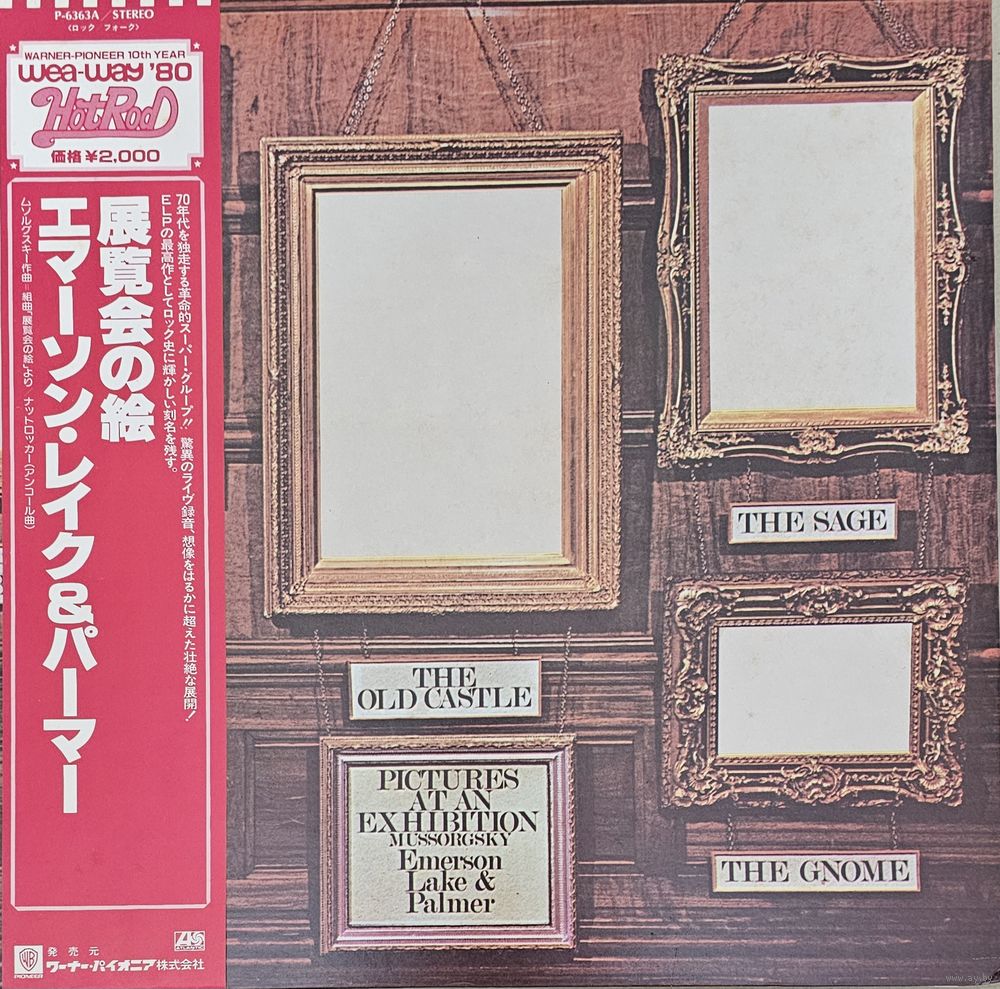 P-6363A/STEREO
〈ロック フォーク〉
WARNER-PIONEER 10th YEAR
wea-way '80
Hot Rod
価格 ¥2,000
70年代を独走する革命的スーパー・グループ!! 驚異のライヴ録音、想像をはるかに超えた壮絶な展開!
ELPの最高作としてロック史に輝かしい刻名を残す。
展覧会の絵
エマーソン・レイク&パーマー
ムソルグスキー作曲=組曲「展覧会の絵」より/ナットロッカー(アンコール曲)
WB
PIONEER
発売元
ワーナー・パイオニア株式会社
ATLANTIC
THE SAGE
THE
OLD CASTLE
PICTURES
AT AN
EXHIBITION
MUSSORGSKY
Emerson
Lake &
Palmer
THE GNOME
www.ay.by